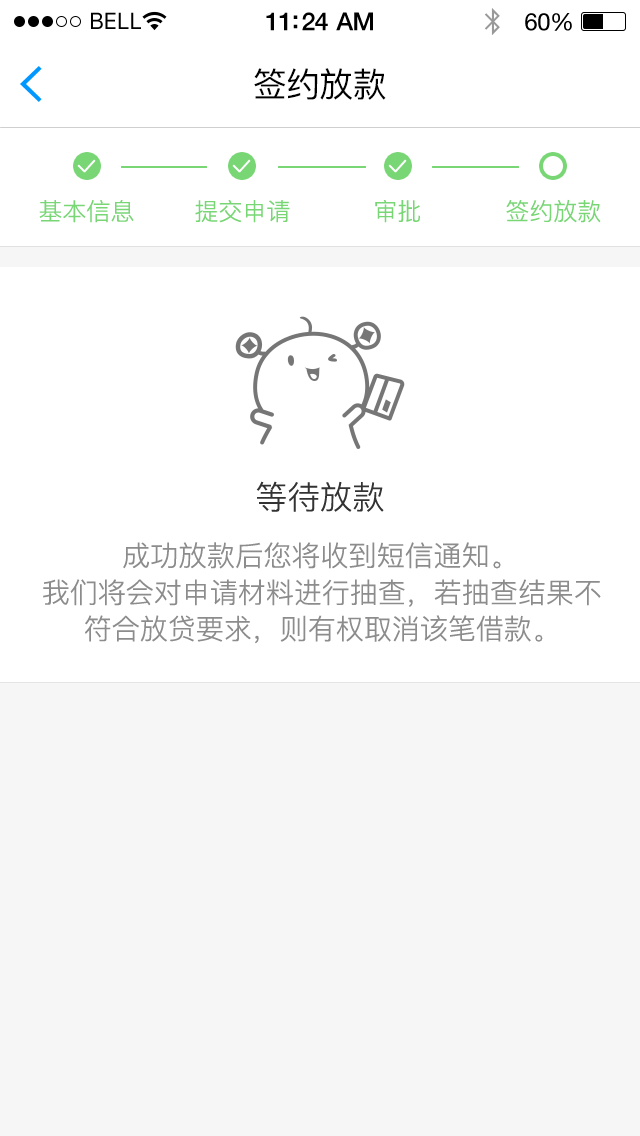 BELL 11:24 AM 60%
签约放款
基本信息 提交申请 审批 签约放款
等待放款
成功放款后您将收到短信通知。
我们将会对申请材料进行抽查，若抽查结果不
符合放贷要求，则有权取消该笔借款。